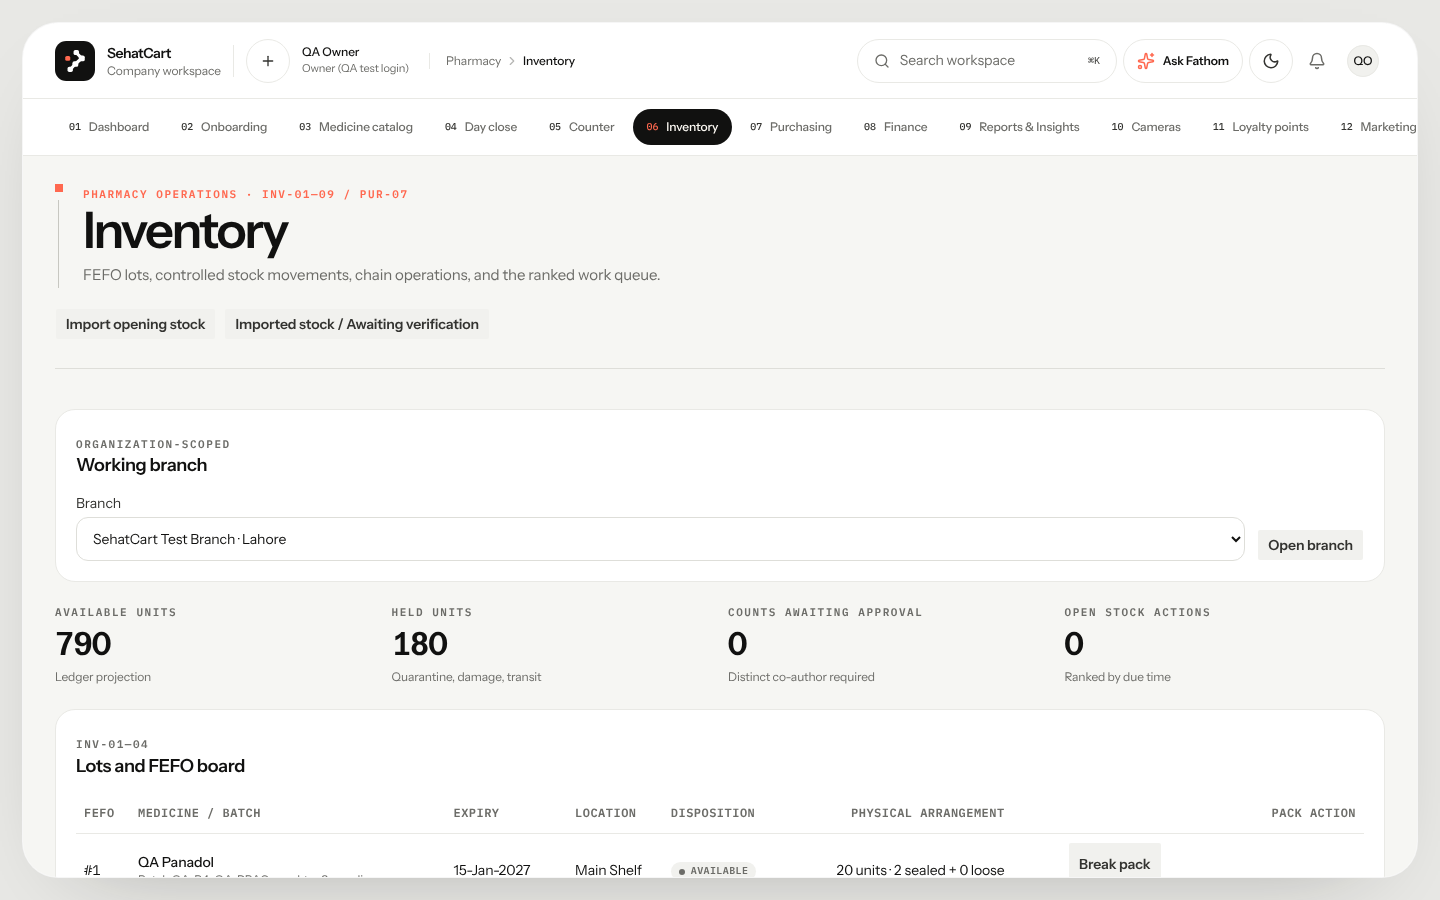 SehatCart
Company workspace
+
QA Owner
Owner (QA test login)
Pharmacy > Inventory
Search workspace
⌘K
Ask Fathom
QO
01 Dashboard
02 Onboarding
03 Medicine catalog
04 Day close
05 Counter
06 Inventory
07 Purchasing
08 Finance
09 Reports & Insights
10 Cameras
11 Loyalty points
12 Marketing
PHARMACY OPERATIONS · INV-01—09 / PUR-07
Inventory
FEFO lots, controlled stock movements, chain operations, and the ranked work queue.
Import opening stock
Imported stock / Awaiting verification
ORGANIZATION-SCOPED
Working branch
Branch
SehatCart Test Branch · Lahore
Open branch
AVAILABLE UNITS
790
Ledger projection
HELD UNITS
180
Quarantine, damage, transit
COUNTS AWAITING APPROVAL
0
Distinct co-author required
OPEN STOCK ACTIONS
0
Ranked by due time
INV-01—04
Lots and FEFO board
FEFO MEDICINE / BATCH EXPIRY LOCATION DISPOSITION PHYSICAL ARRANGEMENT PACK ACTION
#1 QA Panadol 15-Jan-2027 Main Shelf AVAILABLE 20 units · 2 sealed + 0 loose Break pack